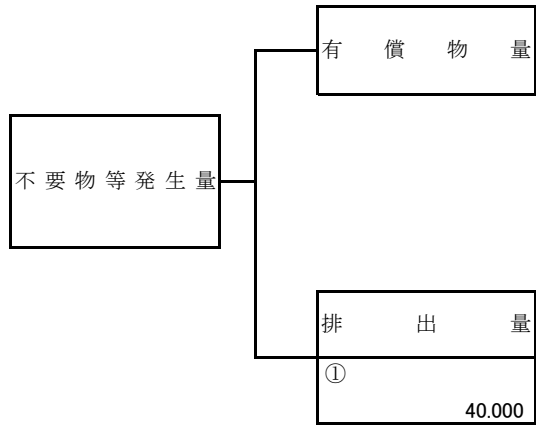 有償物量
不要物等発生量
排出量
①
40.000